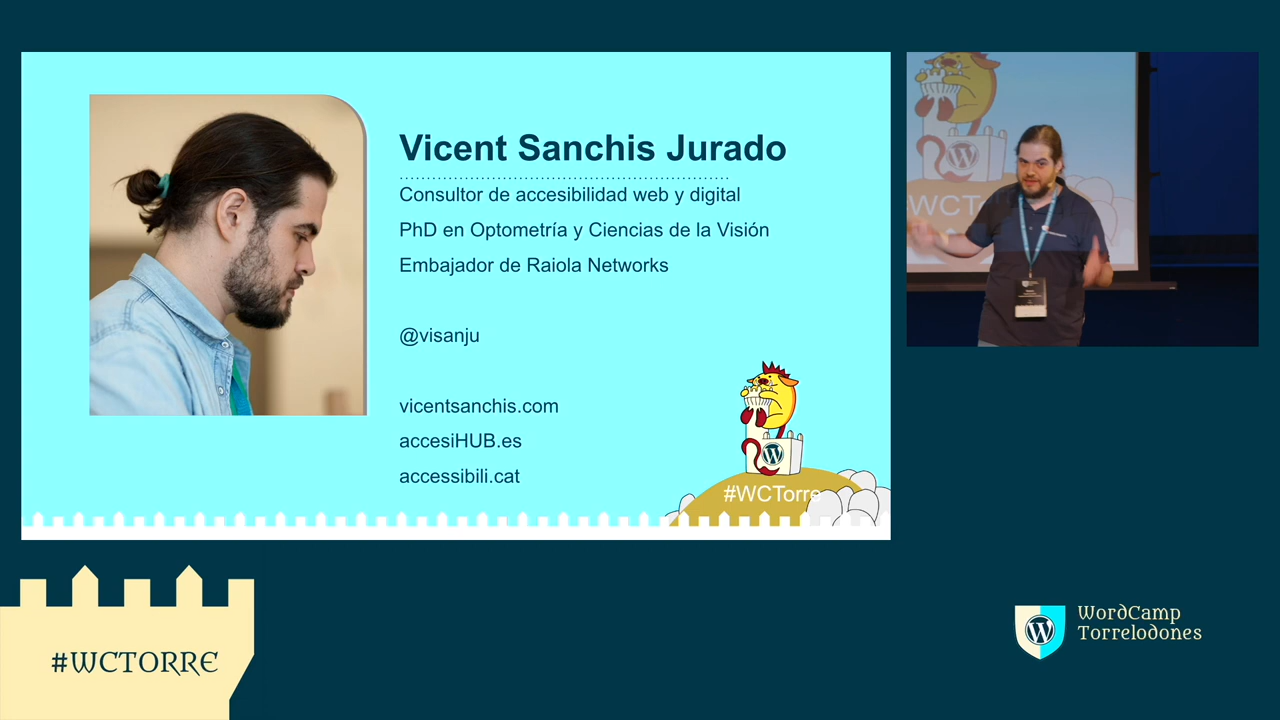 Vicent Sanchis Jurado
Consultor de accesibilidad web y digital
PhD en Optometría y Ciencias de la Visión
Embajador de Raiola Networks
@visanju
vicentsanchis.com
accesiHUB.es
accessibili.cat
#WCTorre
WCT
#WCTORRE
WordCamp
Torrelodones